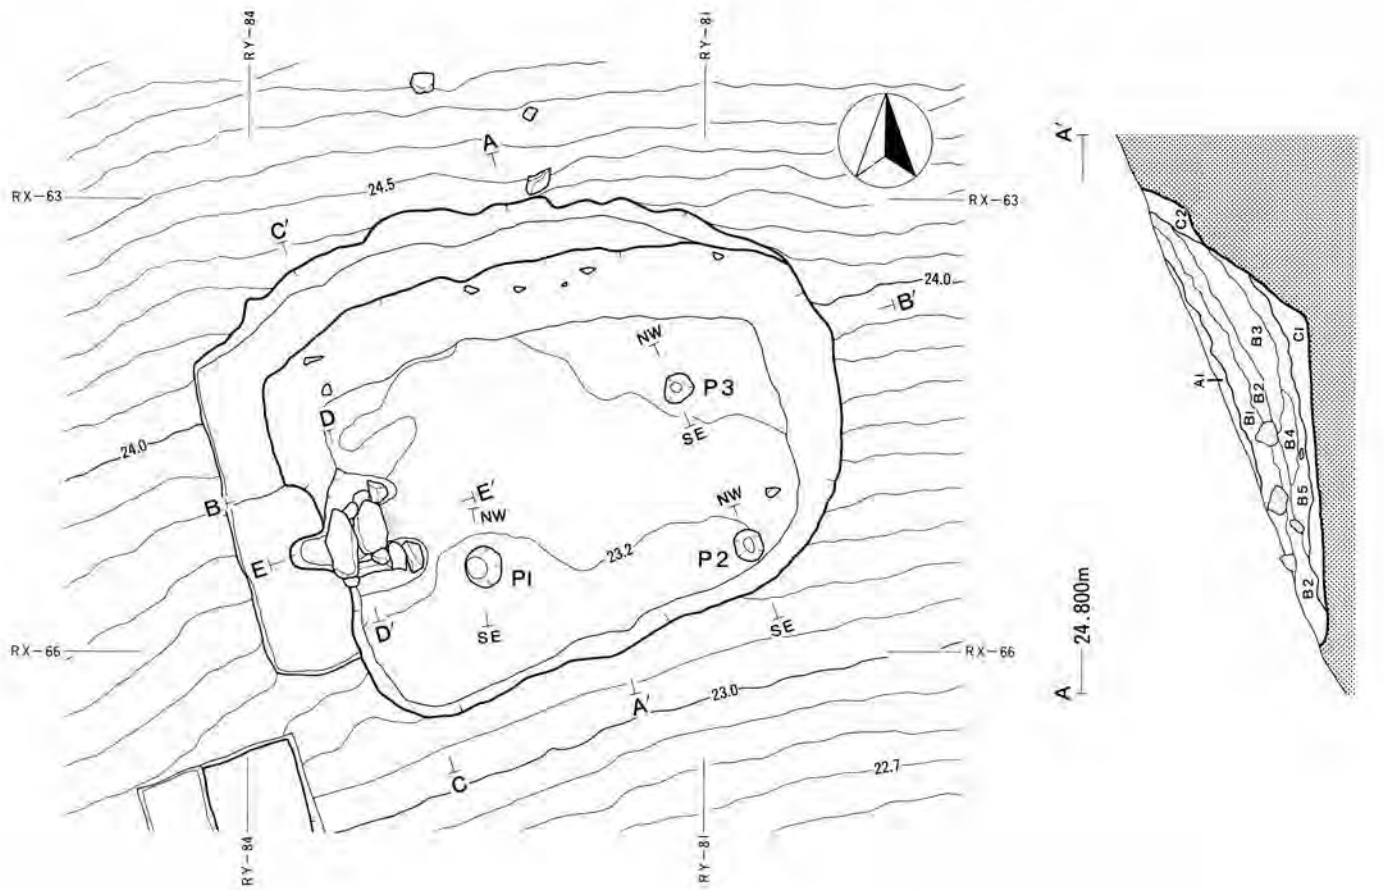 RY-84
RY-81
A
24.5
RX-63
RX-63
C'
24.0
B'
NW
P3
SE
D
24.0
B
E'
NW
NW
E
P1
23.2
P2
D'
SE
SE
RX-66
RX-66
A'
23.0
C
22.7
RY-84
RY-81
A'
C2
B3
C1
A1
B2
B1
B4
B5
B2
24.800m
A